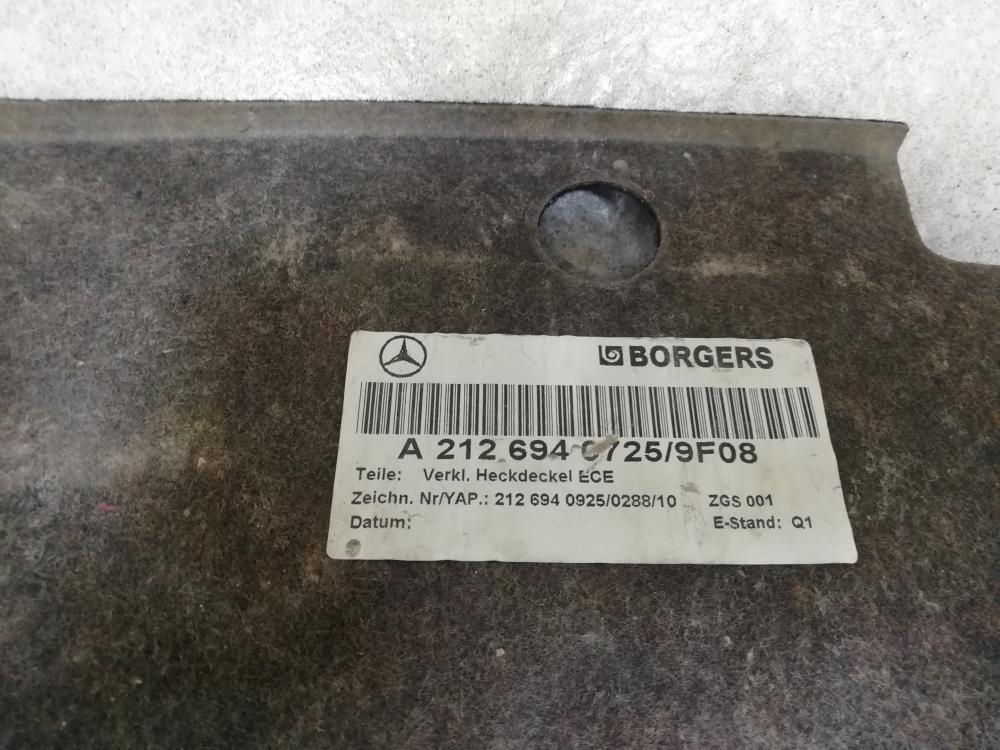 BORGERS
A 212 694 0725/9F08
Teile: Verkl. Heckdeckel ECE
Zeichn. Nr/YAP.: 212 694 0925/0288/10 ZGS 001
Datum: E-Stand: Q1